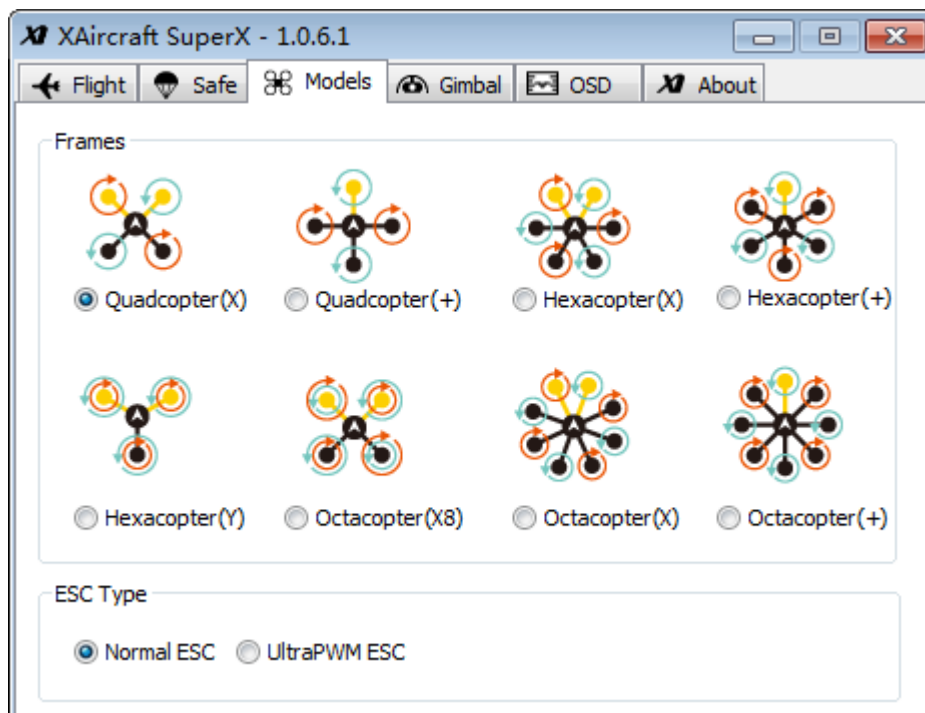 XAircraft SuperX - 1.0.6.1
Flight Safe Models Gimbal OSD About
Frames
Quadcopter(X) Quadcopter(+) Hexacopter(X) Hexacopter(+)
Hexacopter(Y) Octacopter(X8) Octacopter(X) Octacopter(+)
ESC Type
Normal ESC UltraPWM ESC